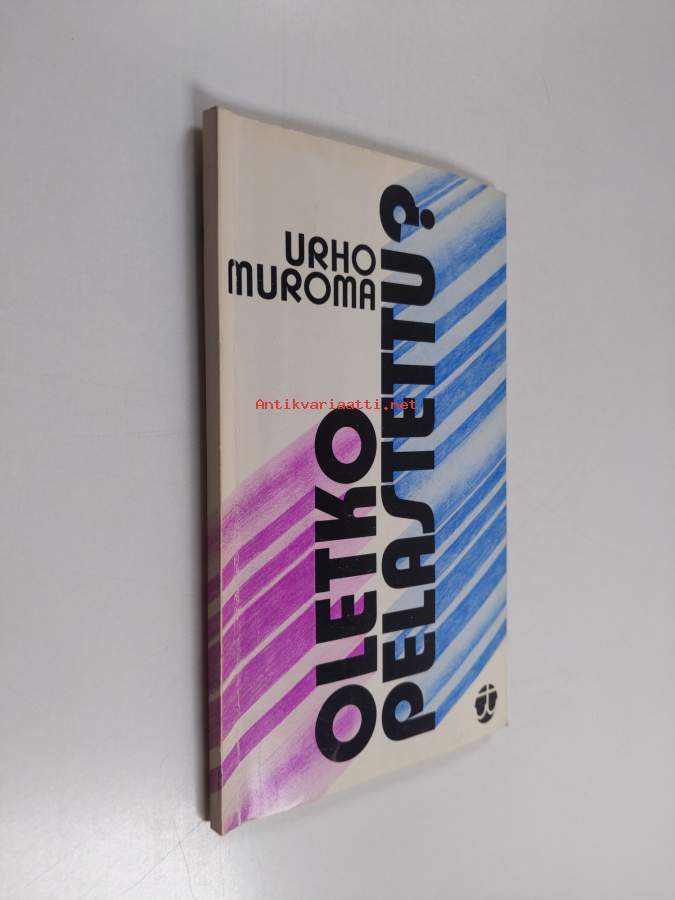 URHO
MUROMA
OLETKO
PELASTETTU?
Antikvariaatti.net